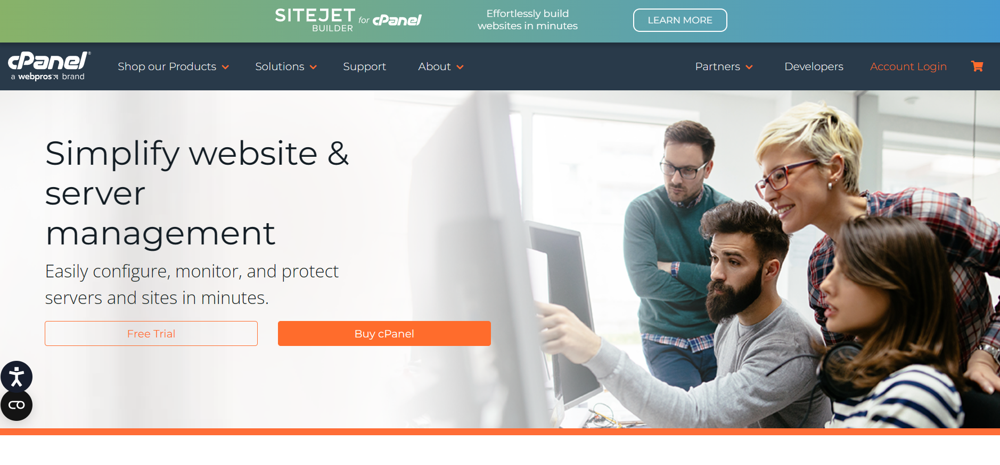 SITEJET
BUILDER
for cPanel
Effortlessly build
websites in minutes
LEARN MORE
cPanel®
a webpros brand
Shop our Products
Solutions
Support
About
Partners
Developers
Account Login
Simplify website &
server
management
Easily configure, monitor, and protect
servers and sites in minutes.
Free Trial
Buy cPanel